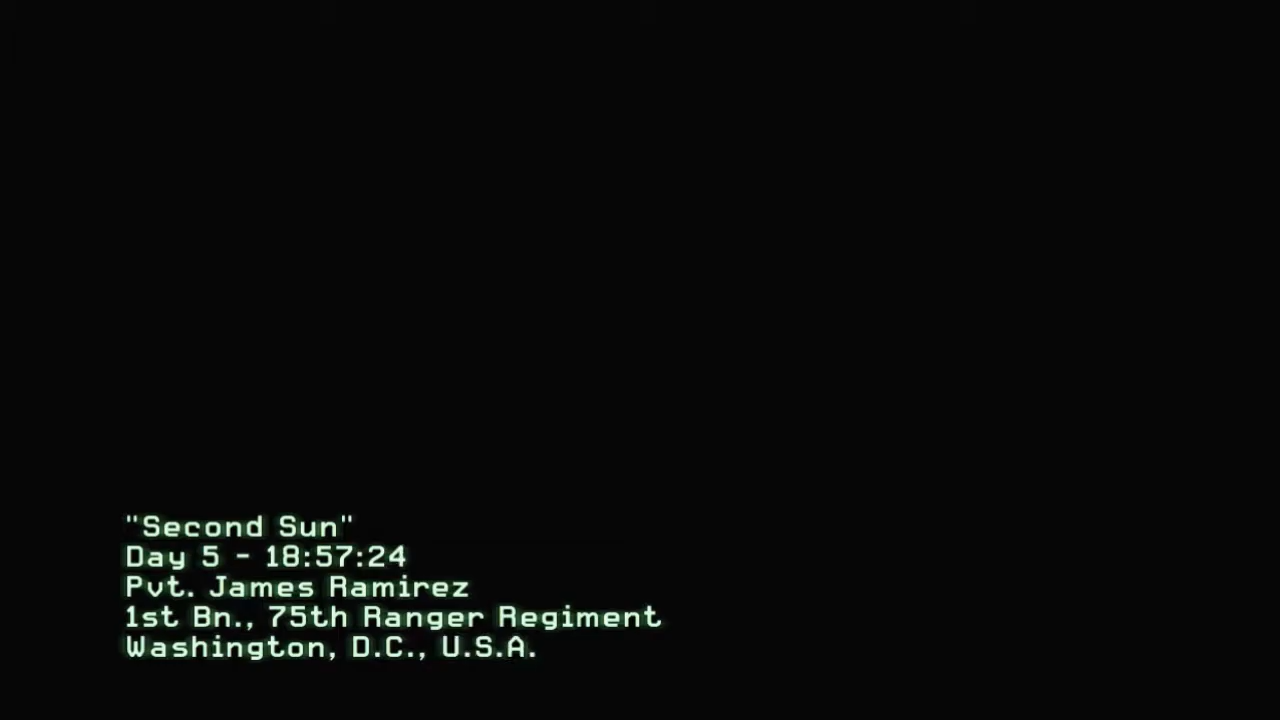 "Second Sun"
Day 5 - 18:57:24
Pvt. James Ramirez
1st Bn., 75th Ranger Regiment
Washington, D.C., U.S.A.